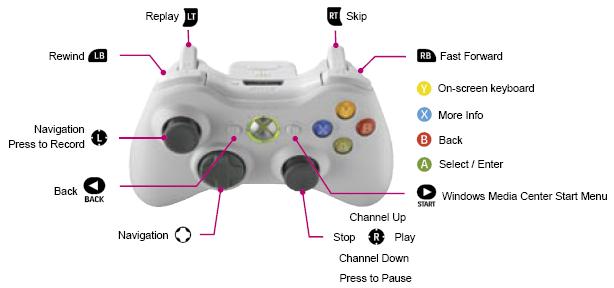 Replay LT
RT Skip
Rewind LB
RB Fast Forward
Y On-screen keyboard
X More Info
B Back
A Select / Enter
Navigation
Press to Record L
Back
BACK
START
Windows Media Center Start Menu
Navigation
Channel Up
Stop R Play
Channel Down
Press to Pause
Y
X
B
A